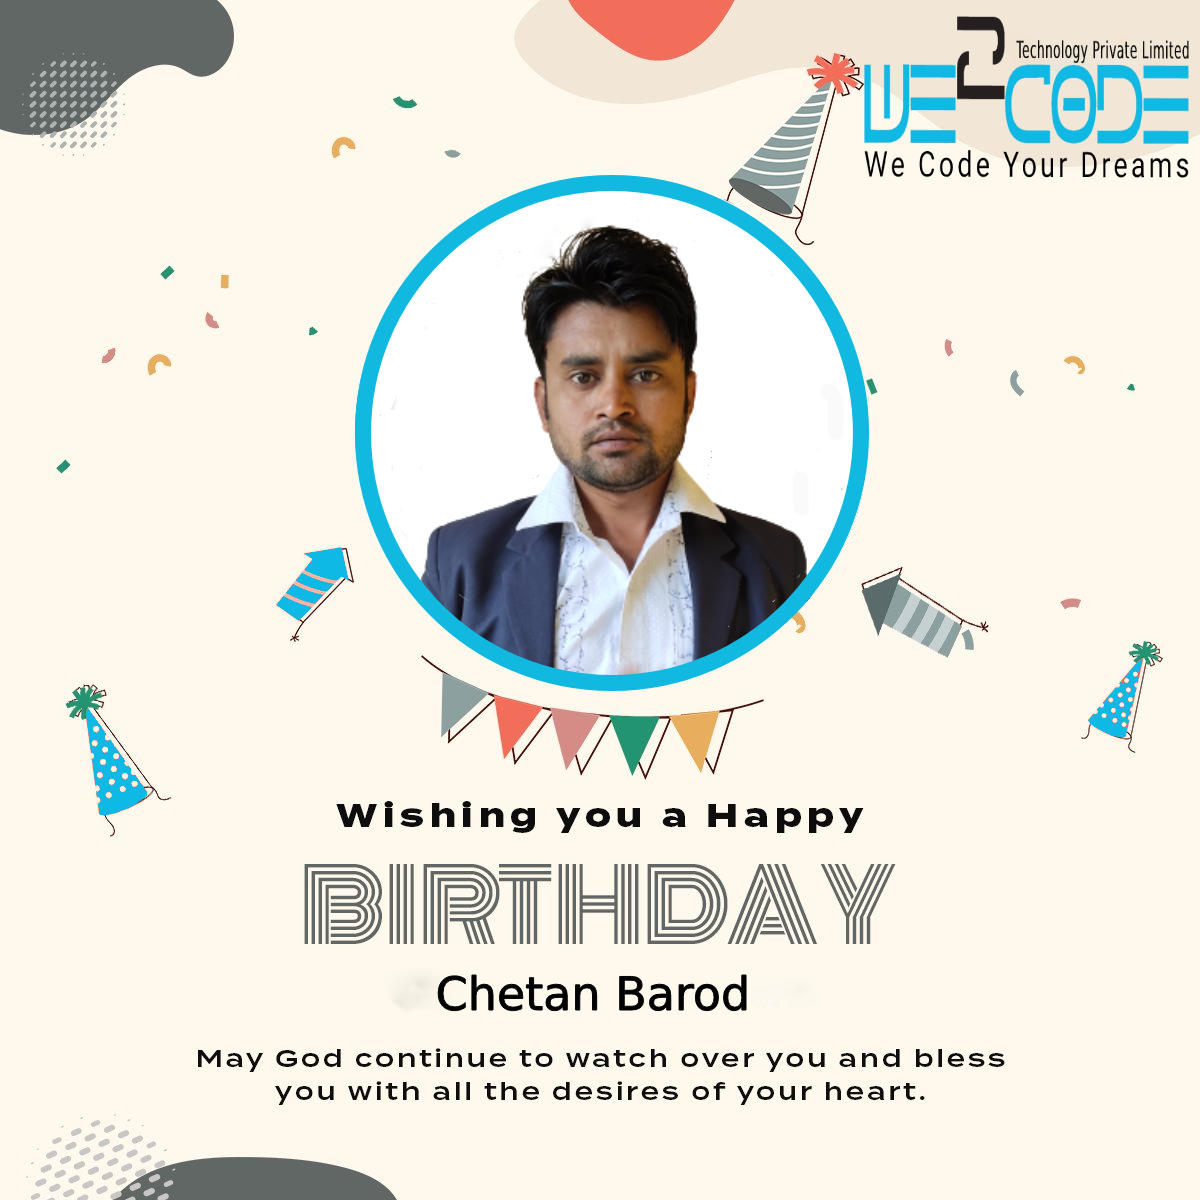 Technology Private Limited
WE2CODE
We Code Your Dreams
Wishing you a Happy
BIRTHDAY
Chetan Barod
May God continue to watch over you and bless
you with all the desires of your heart.